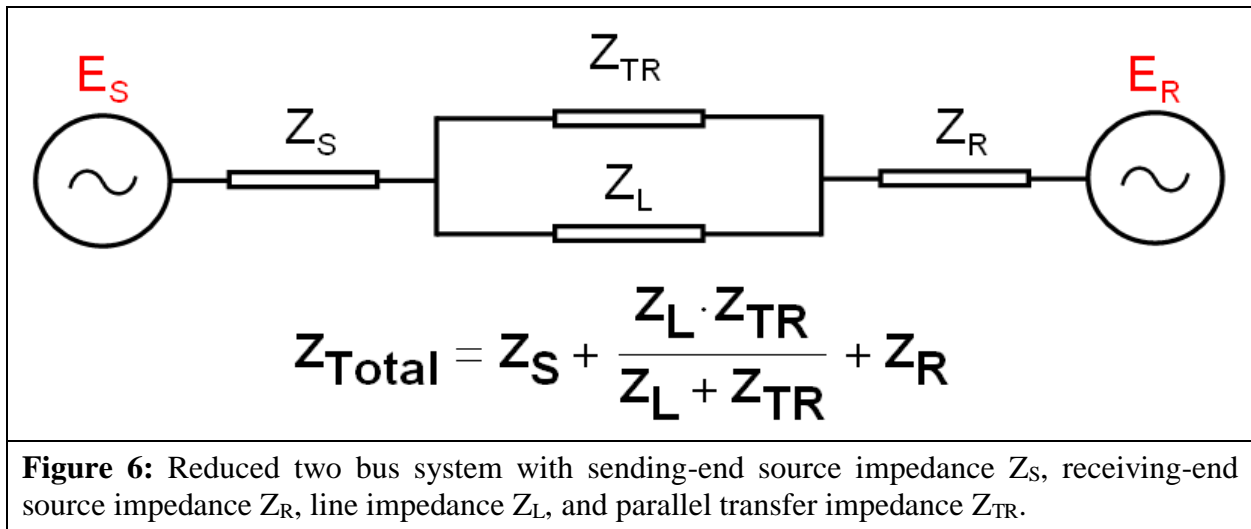 E_S
Z_S
Z_TR
Z_L
Z_R
E_R
Z_Total = Z_S + (Z_L · Z_TR) / (Z_L + Z_TR) + Z_R
Figure 6: Reduced two bus system with sending-end source impedance Z_S, receiving-end
source impedance Z_R, line impedance Z_L, and parallel transfer impedance Z_TR.